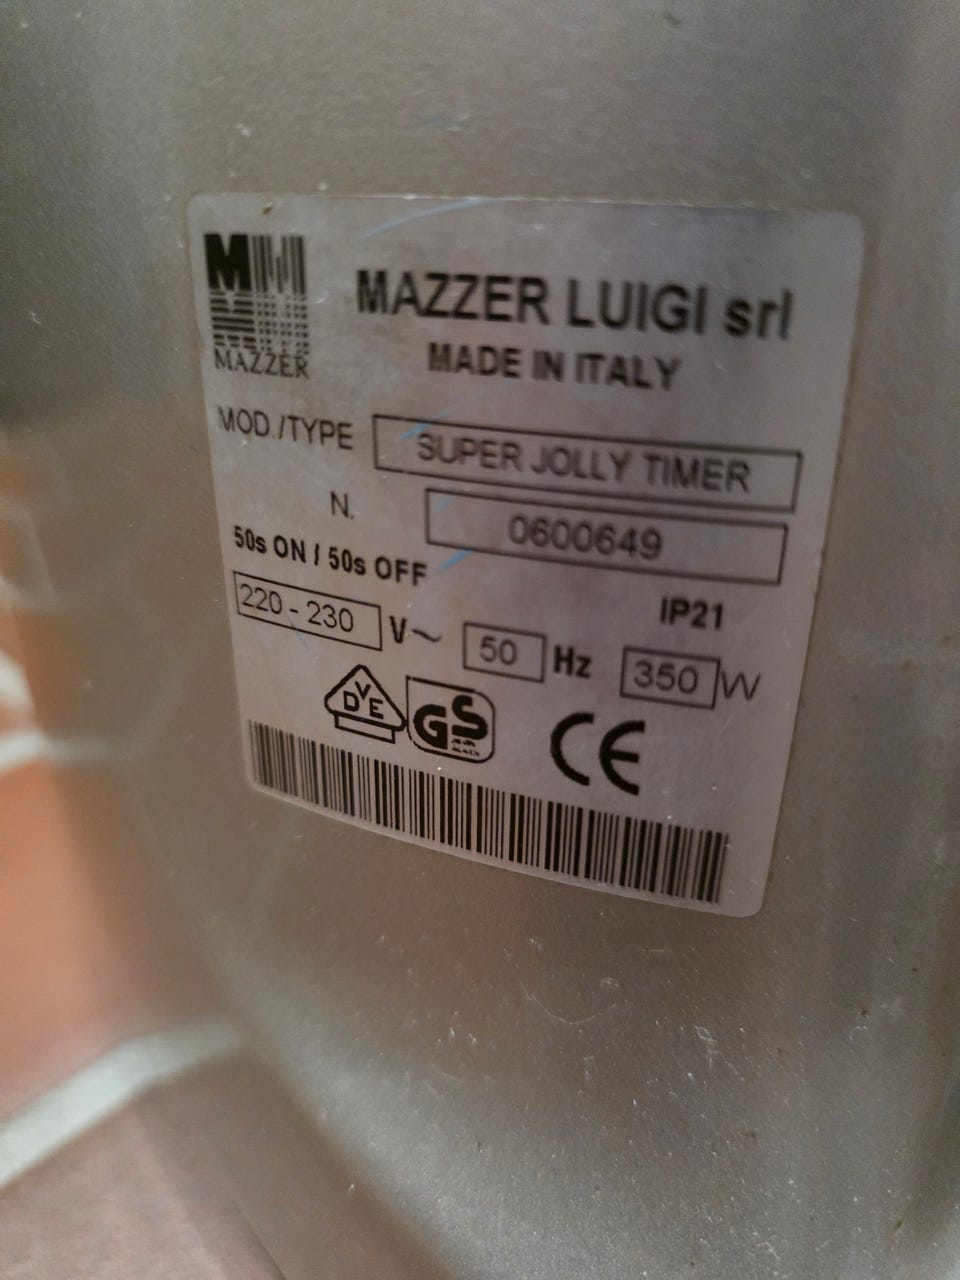 MAZZER
MAZZER LUIGI srl
MADE IN ITALY
MOD./TYPE SUPER JOLLY TIMER
N. 0600649
50s ON / 50s OFF
IP21
220 - 230 V~ 50 Hz 350 W
DVE GS CE